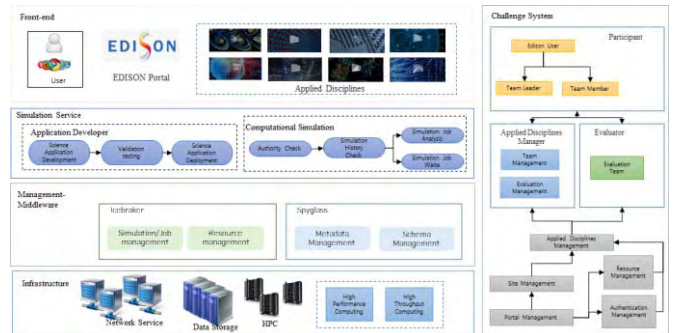 Front-end
User
EDISON
EDISON Portal
Applied Disciplines
Simulation Service
Application Developer
Science
Application
Development
Validation
testing
Science
Application
Deployment
Computational Simulation
Authority Check
Simulation
History
Check
Simulation Job
Analysis
Simulation Job
Waits
Management-
Middleware
Icebraker
Simulation/Job
management
Resource
management
Spyglass
Metadata
Management
Schema
Management
Infrastructure
Network Service
Data Storage
HPC
High
Performance
Computing
High
Throughput
Computing
Challenge System
Participant
Edison User
Team Leader
Team Member
Applied Disciplines
Manager
Team
Management
Evaluation
Management
Evaluator
Evaluation
Team
Applied Disciplines
Management
Site Management
Resource
Management
Portal Management
Authentication
Management